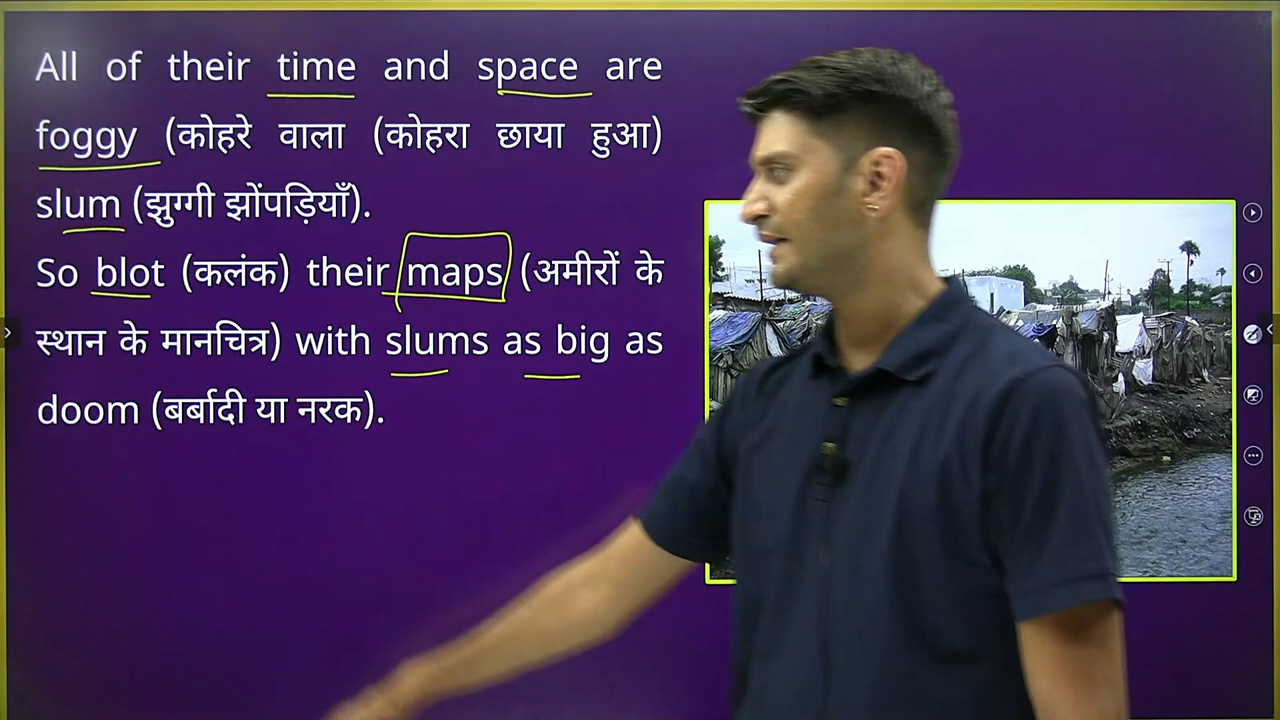 All of their time and space are
foggy (कोहरे वाला (कोहरा छाया हुआ)
slum (झुग्गी झोंपड़ियाँ).
So blot (कलंक) their maps (अमीरों के
स्थान के मानचित्र) with slums as big as
doom (बर्बादी या नरक).